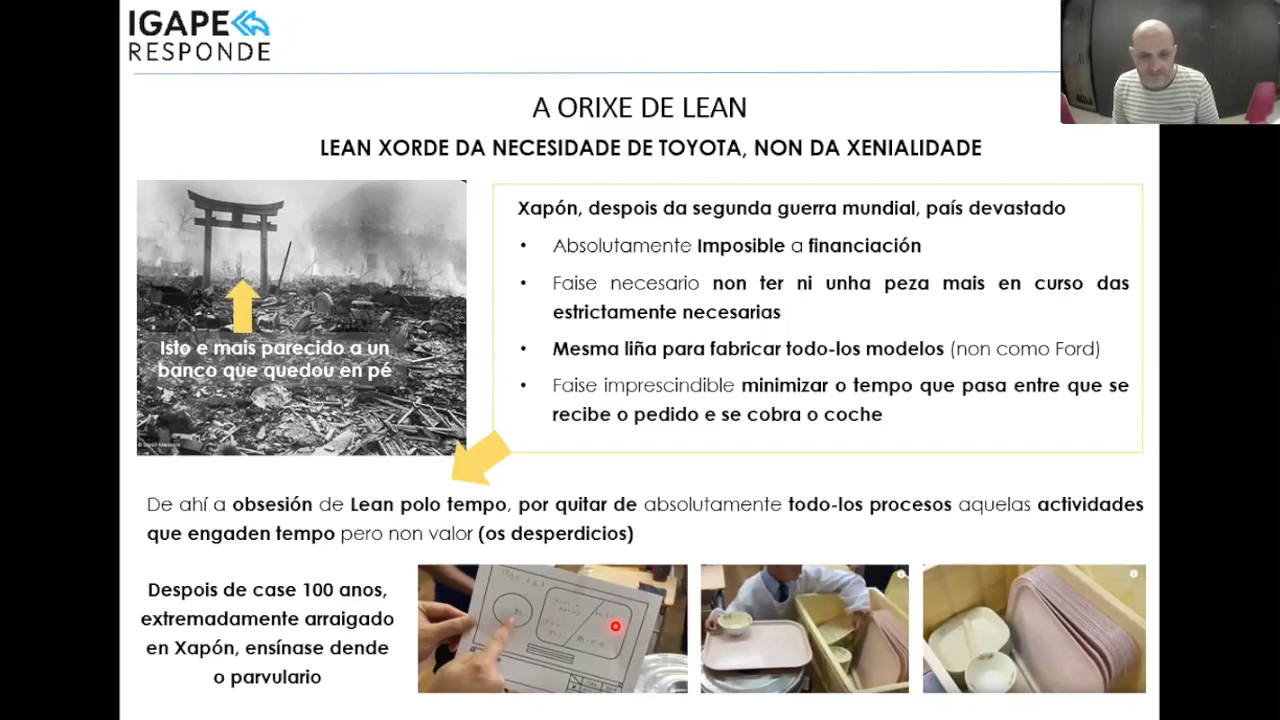 IGAPE
RESPONDE
A ORIXE DE LEAN
LEAN XORDE DA NECESIDADE DE TOYOTA, NON DA XENIALIDADE
Isto e mais parecido a un
banco que quedou en pé
Xapón, despois da segunda guerra mundial, país devastado
• Absolutamente Imposible a financiación
• Faise necesario non ter ni unha peza mais en curso das
estrictamente necesarias
• Mesma liña para fabricar todo-los modelos (non como Ford)
• Faise imprescindible minimizar o tempo que pasa entre que se
recibe o pedido e se cobra o coche
De ahí a obsesión de Lean polo tempo, por quitar de absolutamente todo-los procesos aquelas actividades
que engaden tempo pero non valor (os desperdicios)
Despois de case 100 anos,
extremadamente arraigado
en Xapón, ensínase dende
o parvulario